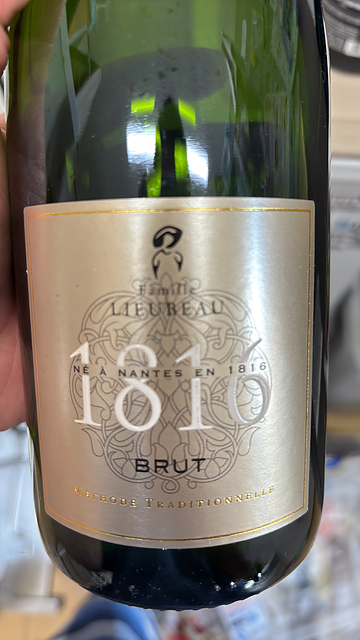 Famille
LIEUBEAU
1816
NÉ À NANTES EN 1816
BRUT
MÉTHODE TRADITIONNELLE